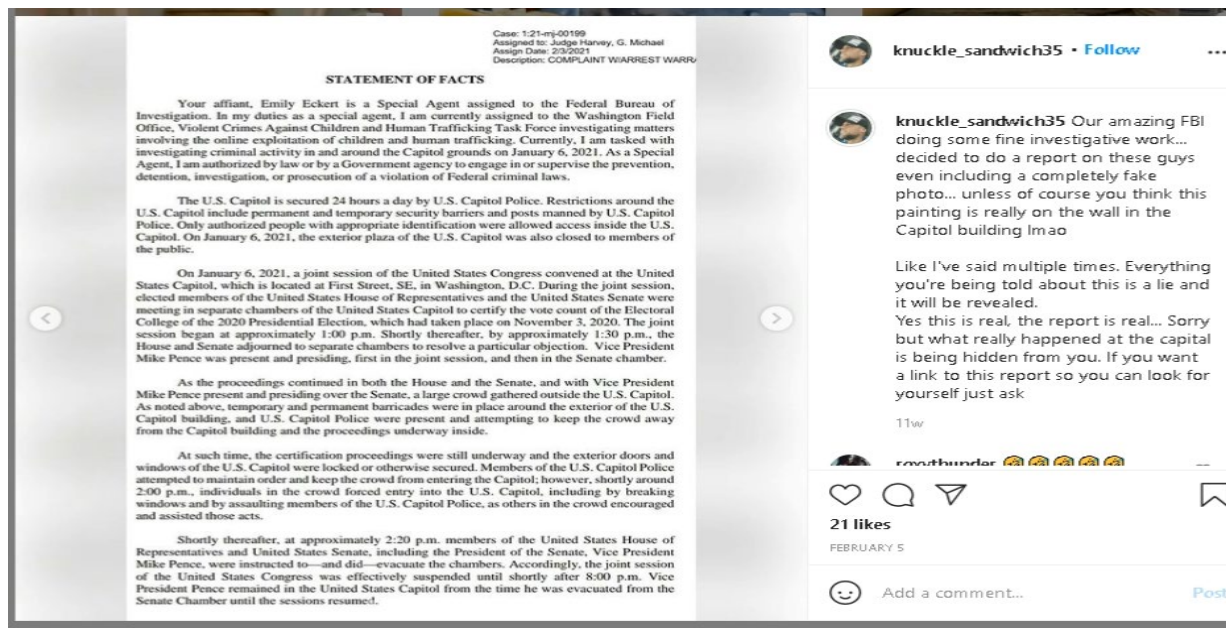 Case: 1:21-mj-00199
Assigned to: Judge Harvey, G. Michael
Assign Date: 2/3/2021
Description: COMPLAINT W/ARREST WARR
STATEMENT OF FACTS
Your affiant, Emily Eckert is a Special Agent assigned to the Federal Bureau of
Investigation. In my duties as a special agent, I am currently assigned to the Washington Field
Office, Violent Crimes Against Children and Human Trafficking Task Force investigating matters
involving the online exploitation of children and human trafficking. Currently, I am tasked with
investigating criminal activity in and around the Capitol grounds on January 6, 2021. As a Special
Agent, I am authorized by law or by a Government agency to engage in or supervise the prevention,
detention, investigation, or prosecution of a violation of Federal criminal laws.
The U.S. Capitol is secured 24 hours a day by U.S. Capitol Police. Restrictions around the
U.S. Capitol include permanent and temporary security barriers and posts manned by U.S. Capitol
Police. Only authorized people with appropriate identification were allowed access inside the U.S.
Capitol. On January 6, 2021, the exterior plaza of the U.S. Capitol was also closed to members of
the public.
On January 6, 2021, a joint session of the United States Congress convened at the United
States Capitol, which is located at First Street, SE, in Washington, D.C. During the joint session,
elected members of the United States House of Representatives and the United States Senate were
meeting in separate chambers of the United States Capitol to certify the vote count of the Electoral
College of the 2020 Presidential Election, which had taken place on November 3, 2020. The joint
session began at approximately 1:00 p.m. Shortly thereafter, by approximately 1:30 p.m., the
House and Senate adjourned to separate chambers to resolve a particular objection. Vice President
Mike Pence was present and presiding, first in the joint session, and then in the Senate chamber.
As the proceedings continued in both the House and the Senate, and with Vice President
Mike Pence present and presiding over the Senate, a large crowd gathered outside the U.S. Capitol.
As noted above, temporary and permanent barricades were in place around the exterior of the U.S.
Capitol building, and U.S. Capitol Police were present and attempting to keep the crowd away
from the Capitol building and the proceedings underway inside.
At such time, the certification proceedings were still underway and the exterior doors and
windows of the U.S. Capitol were locked or otherwise secured. Members of the U.S. Capitol Police
attempted to maintain order and keep the crowd from entering the Capitol; however, shortly around
2:00 p.m., individuals in the crowd forced entry into the U.S. Capitol, including by breaking
windows and by assaulting members of the U.S. Capitol Police, as others in the crowd encouraged
and assisted those acts.
Shortly thereafter, at approximately 2:20 p.m. members of the United States House of
Representatives and United States Senate, including the President of the Senate, Vice President
Mike Pence, were instructed to—and did—evacuate the chambers. Accordingly, the joint session
of the United States Congress was effectively suspended until shortly after 8:00 p.m. Vice
President Pence remained in the United States Capitol from the time he was evacuated from the
Senate Chamber until the sessions resumed.
knuckle_sandwich35 • Follow
knuckle_sandwich35 Our amazing FBI
doing some fine investigative work...
decided to do a report on these guys
even including a completely fake
photo... unless of course you think this
painting is really on the wall in the
Capitol building lmao
Like I've said multiple times. Everything
you're being told about this is a lie and
it will be revealed.
Yes this is real, the report is real... Sorry
but what really happened at the capital
is being hidden from you. If you want
a link to this report so you can look for
yourself just ask
11w
21 likes
FEBRUARY 5
Add a comment...
Post